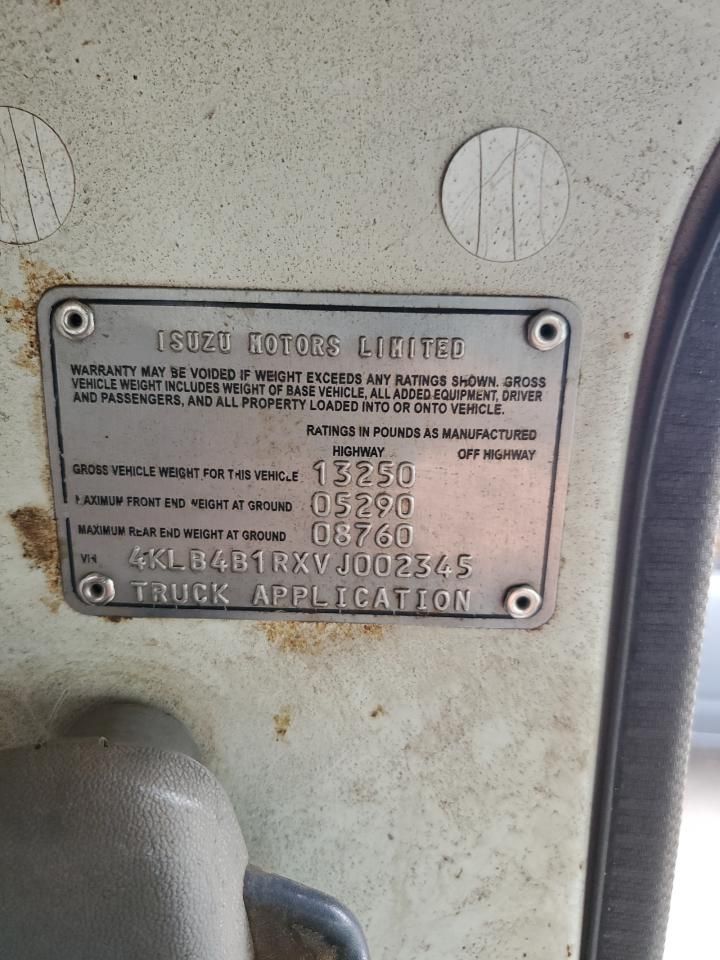 ISUZU MOTORS LIMITED
WARRANTY MAY BE VOIDED IF WEIGHT EXCEEDS ANY RATINGS SHOWN. GROSS
VEHICLE WEIGHT INCLUDES WEIGHT OF BASE VEHICLE, ALL ADDED EQUIPMENT, DRIVER
AND PASSENGERS, AND ALL PROPERTY LOADED INTO OR ONTO VEHICLE.
RATINGS IN POUNDS AS MANUFACTURED
HIGHWAY OFF HIGHWAY
GROSS VEHICLE WEIGHT FOR THIS VEHICLE 13250
MAXIMUM FRONT END WEIGHT AT GROUND 05290
MAXIMUM REAR END WEIGHT AT GROUND 08760
VIN 4KLB4B1RXVJ002345
TRUCK APPLICATION